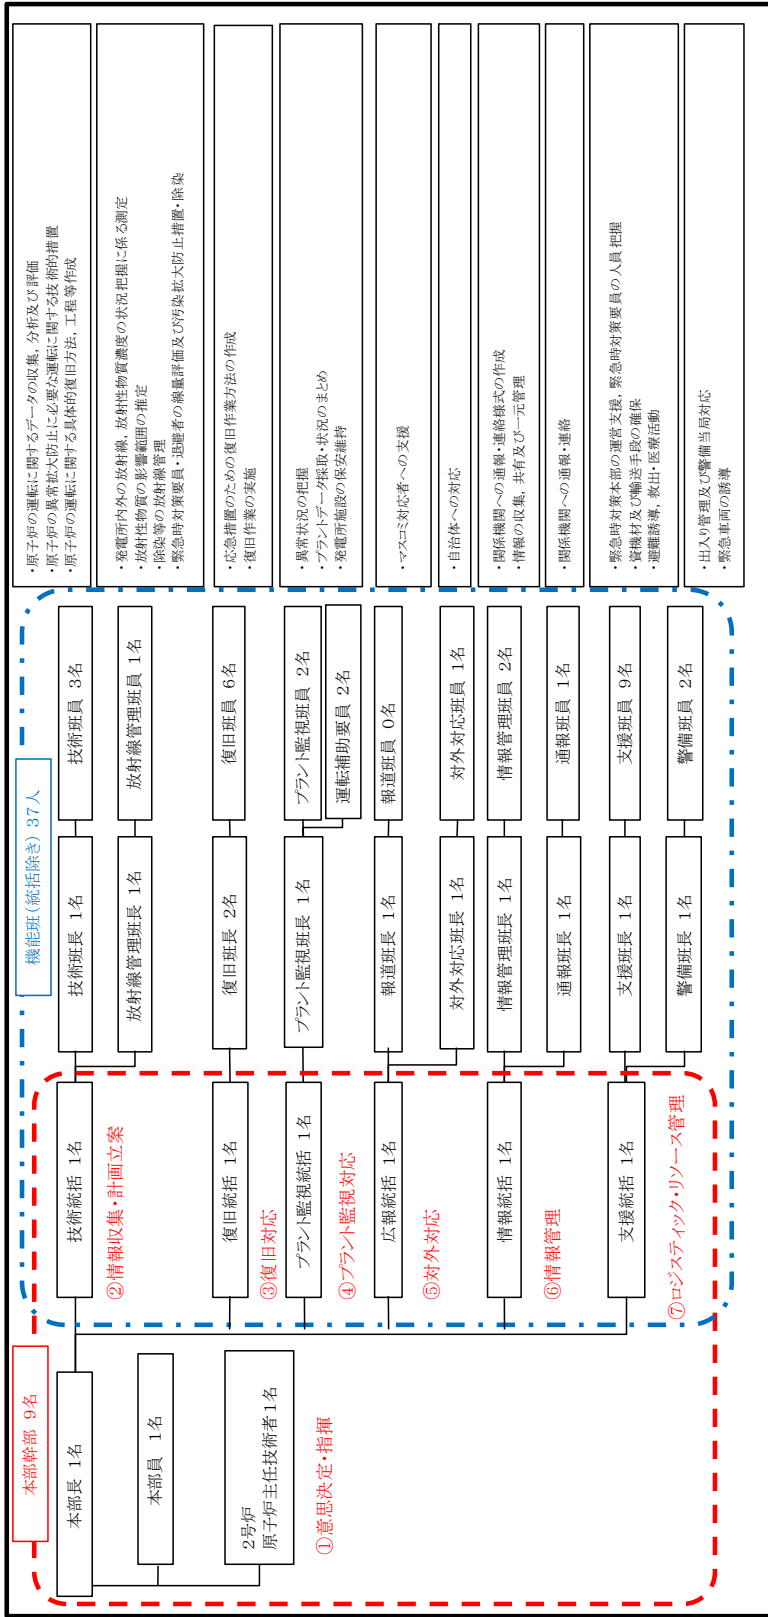 本部幹部 9名
機能班(統括除き) 37人
本部長 1名
本部員 1名
2号炉
原子炉主任技術者1名
①意思決定・指揮
技術統括 1名
②情報収集・計画立案
技術班長 1名
技術班員 3名
・原子炉の運転に関するデータの収集, 分析及び評価
・原子炉の異常拡大防止に必要な運転に関する技術的措置
・原子炉の運転に関する具体的復旧方法, 工程等作成
放射線管理班長 1名
放射線管理班員 1名
・発電所内外の放射線, 放射性物質濃度の状況把握に係る測定
・放射性物質の影響範囲の推定
・除染等の放射線管理
・緊急時対策要員・退避者の線量評価及び汚染拡大防止措置・除染
復旧統括 1名
③復旧対応
復旧班長 2名
復旧班員 6名
・応急措置のための復旧作業方法の作成
・復旧作業の実施
プラント監視統括 1名
④プラント監視対応
プラント監視班長 1名
プラント監視班員 2名
運転補助要員 2名
・異常状況の把握
・プラントデータ採取・状況のまとめ
・発電所施設の保安維持
広報統括 1名
⑤対外対応
報道班長 1名
報道班員 0名
・マスコミ対応者への支援
対外対応班長 1名
対外対応班員 1名
・自治体への対応
情報統括 1名
⑥情報管理
情報管理班長 1名
情報管理班員 2名
・関係機関への通報・連絡様式の作成
・情報の収集, 共有及び一元管理
通報班長 1名
通報班員 1名
・関係機関への通報・連絡
支援統括 1名
⑦ロジスティック・リソース管理
支援班長 1名
支援班員 9名
・緊急時対策本部の運営支援, 緊急時対策要員の人員把握
・資機材及び輸送手段の確保
・避難誘導, 救出・医療活動
警備班長 1名
警備班員 2名
・出入り管理及び警備当局対応
・緊急車両の誘導